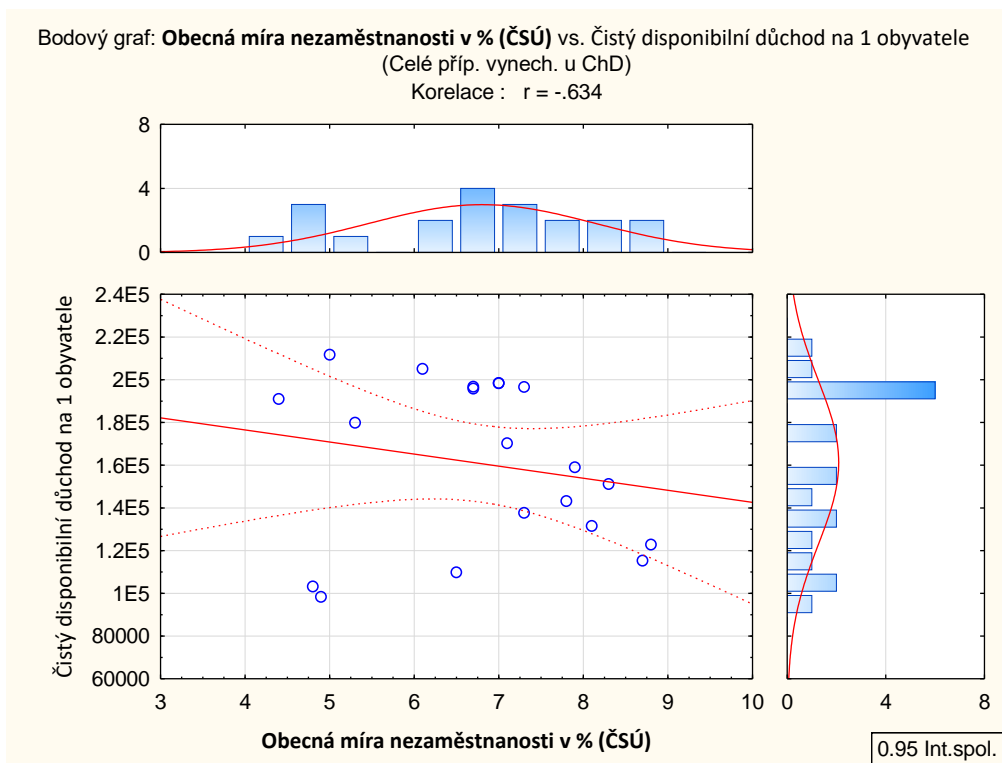 Bodový graf: Obecná míra nezaměstnanosti v % (ČSÚ) vs. Čistý disponibilní důchod na 1 obyvatele
(Celé příp. vynech. u ChD)
Korelace : r = -.634
8
4
2
0
2.4E5
2.2E5
2E5
1.8E5
1.6E5
1.4E5
1.2E5
1E5
80000
60000
Čistý disponibilní důchod na 1 obyvatele
3 4 5 6 7 8 9 10
0 4 8
Obecná míra nezaměstnanosti v % (ČSÚ)
0.95 Int.spol.